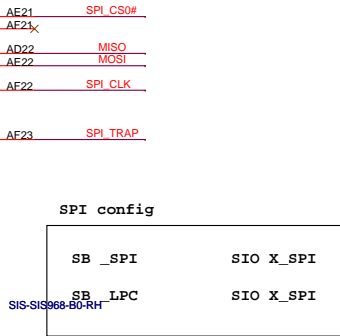 AE21 SPI_CS0#
AF21
AD22 MISO
AE22 MOSI
AF22 SPI_CLK
AF23 SPI_TRAP
SPI config
SB _SPI SIO X_SPI
SB _LPC SIO X_SPI
SIS-SIS968-B0-RH